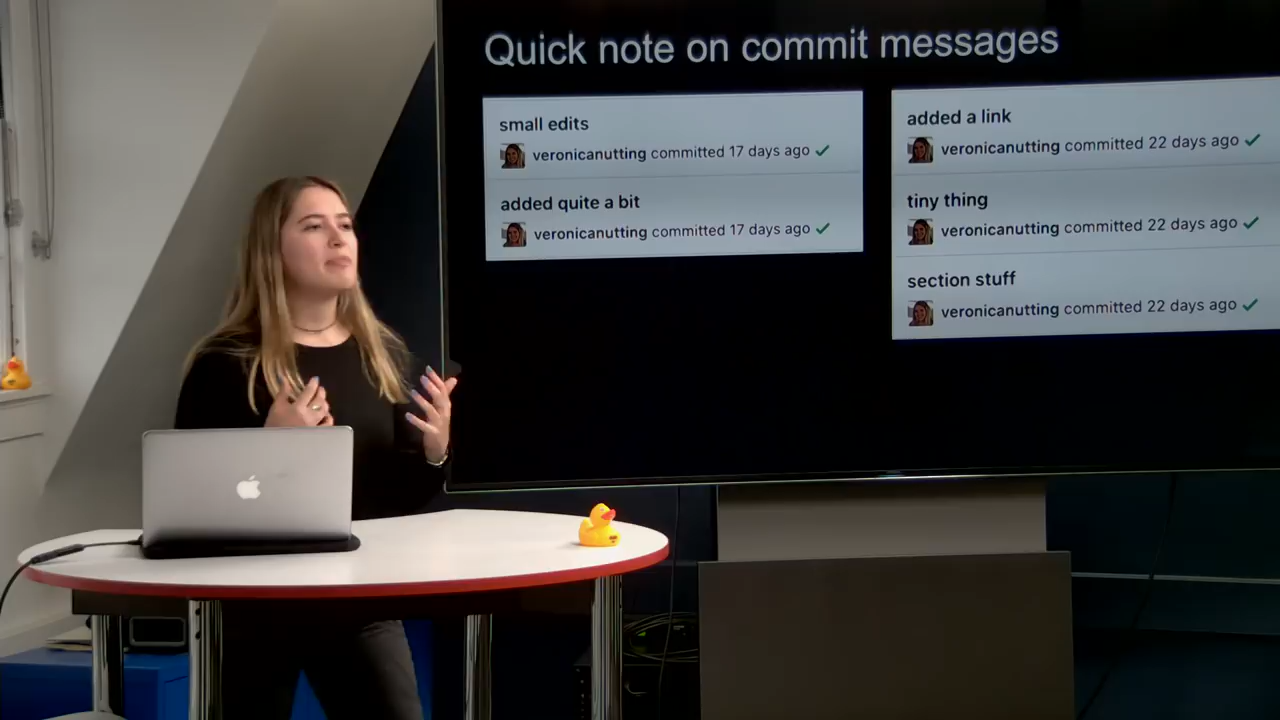 Quick note on commit messages
small edits
veronicanutting committed 17 days ago
added quite a bit
veronicanutting committed 17 days ago
added a link
veronicanutting committed 22 days ago
tiny thing
veronicanutting committed 22 days ago
section stuff
veronicanutting committed 22 days ago